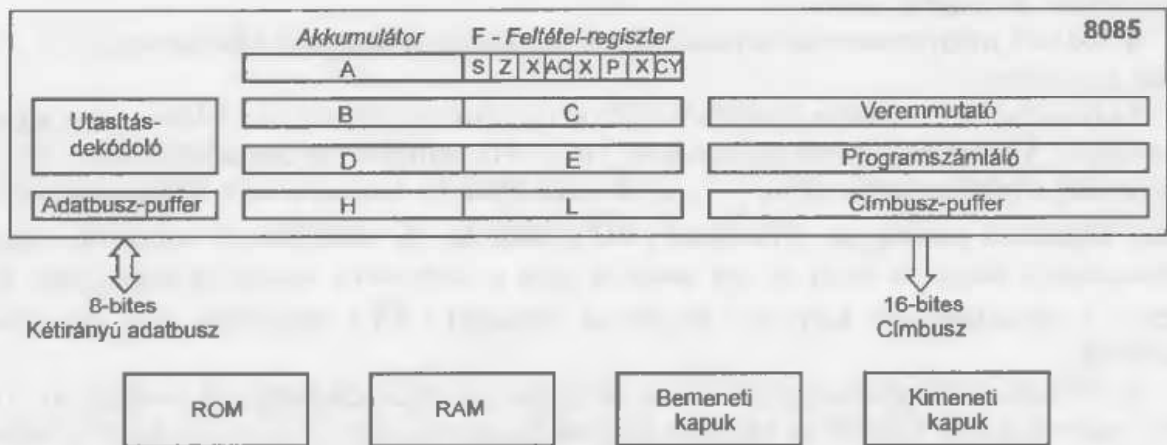 8085
Akkumulátor F - Feltétel-regiszter
A S Z X AC X P X CY
Utasítás-
dekódoló
B C
Veremmutató
D E
Programszámláló
Adatbusz-puffer
H L
Címbusz-puffer
8-bites
Kétirányú adatbusz
16-bites
Címbusz
ROM
RAM
Bemeneti
kapuk
Kimeneti
kapuk